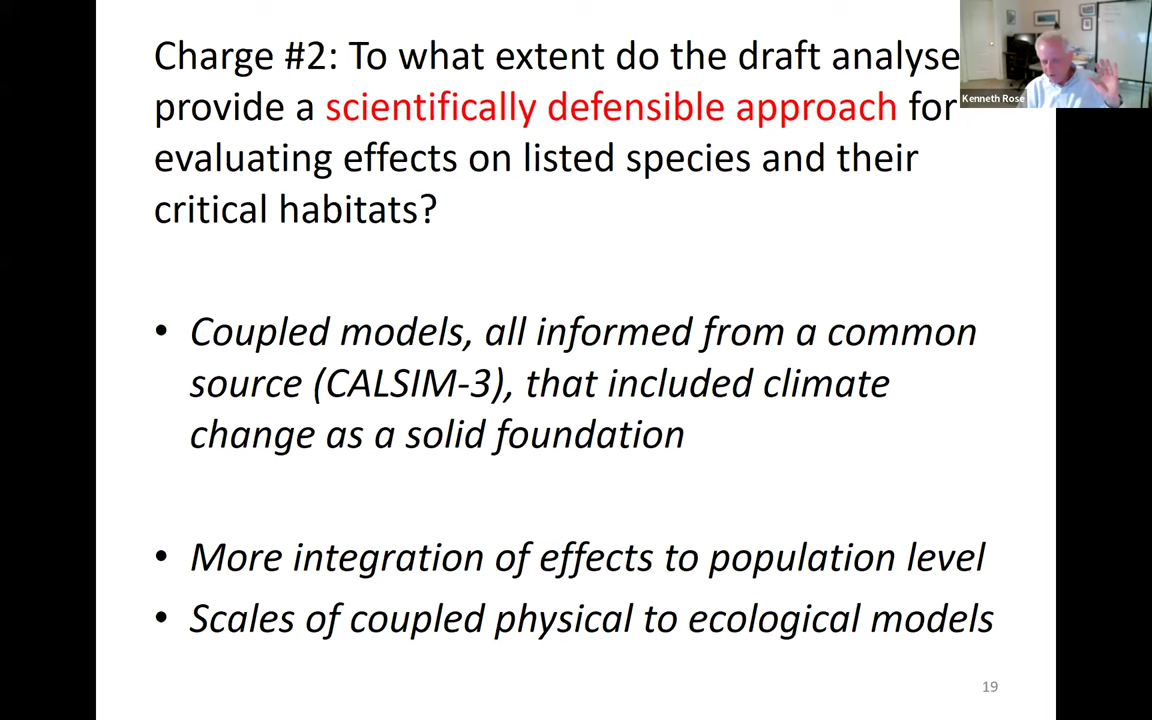 Charge #2: To what extent do the draft analyse
provide a scientifically defensible approach for
evaluating effects on listed species and their
critical habitats?
• Coupled models, all informed from a common
source (CALSIM-3), that included climate
change as a solid foundation
• More integration of effects to population level
• Scales of coupled physical to ecological models
19
Kenneth Rose